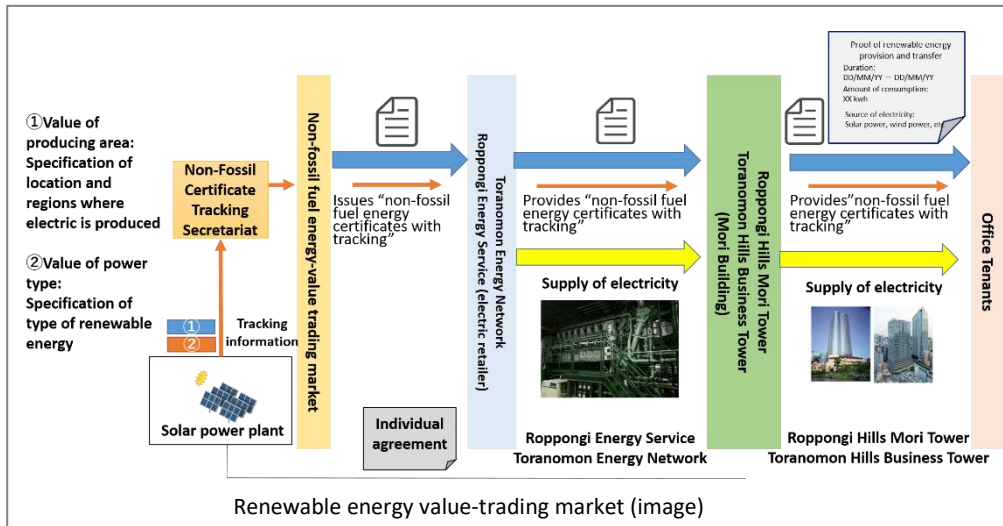 ①Value of
producing area:
Specification of
location and
regions where
electric is produced
②Value of power
type:
Specification of
type of renewable
energy
Non-Fossil
Certificate
Tracking
Secretariat
①
②
Tracking
information
Solar power plant
Non-fossil fuel energy-value trading market
Issues “non-fossil
fuel energy
certificates with
tracking”
Individual
agreement
Toranomon Energy Network
Roppongi Energy Service (electric retailer)
Provides “non-fossil fuel
energy certificates with
tracking”
Supply of electricity
Roppongi Energy Service
Toranomon Energy Network
Roppongi Hills Mori Tower
Toranomon Hills Business Tower
(Mori Building)
Proof of renewable energy
provision and transfer
Duration:
DD/MM/YY – DD/MM/YY
Amount of consumption:
XX kwh
Source of electricity:
Solar power, wind power, etc
Provides”non-fossil fuel
energy certificates with
tracking”
Supply of electricity
Roppongi Hills Mori Tower
Toranomon Hills Business Tower
Office Tenants
Renewable energy value-trading market (image)